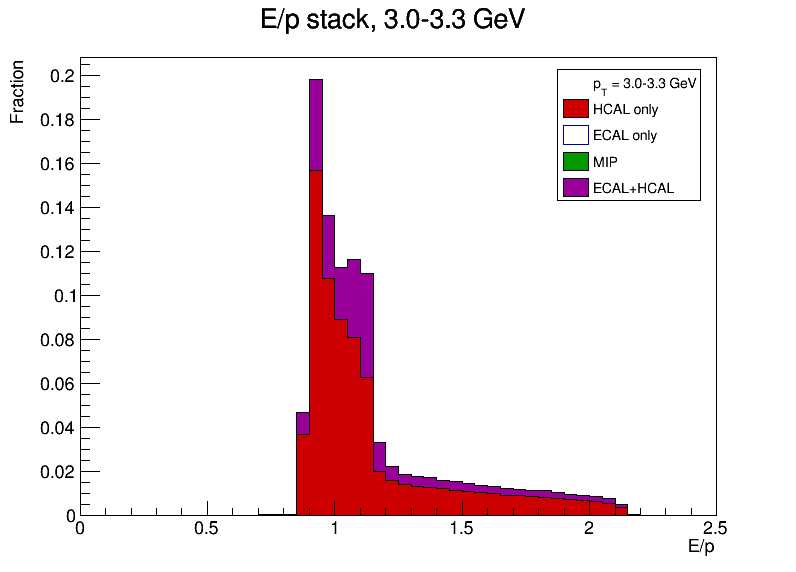 E/p stack, 3.0-3.3 GeV
Fraction
p_T = 3.0-3.3 GeV
HCAL only
ECAL only
MIP
ECAL+HCAL
0.2
0.18
0.16
0.14
0.12
0.1
0.08
0.06
0.04
0.02
0
0 0.5 1 1.5 2 2.5
E/p